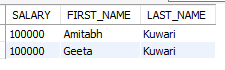 SALARY FIRST_NAME LAST_NAME
100000 Amitabh Kuwari
100000 Geeta Kuwari